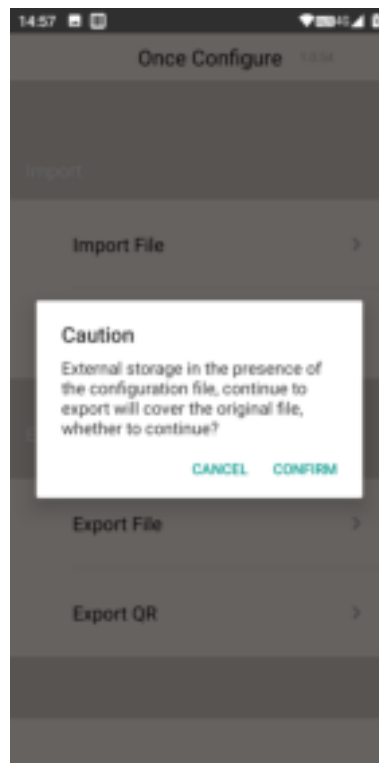 14:57
Once Configure
Import
Import File
Caution
External storage in the presence of
the configuration file, continue to
export will cover the original file,
whether to continue?
CANCEL CONFIRM
Export File
Export QR